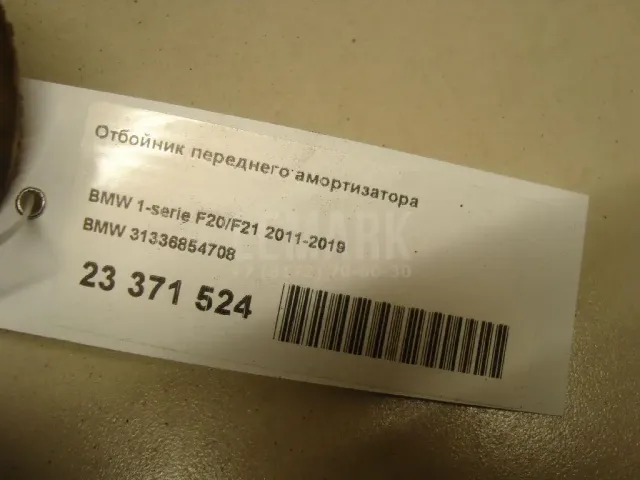 Отбойник переднего амортизатора
BMW 1-serie F20/F21 2011-2019
BMW 31336854708
23 371 524